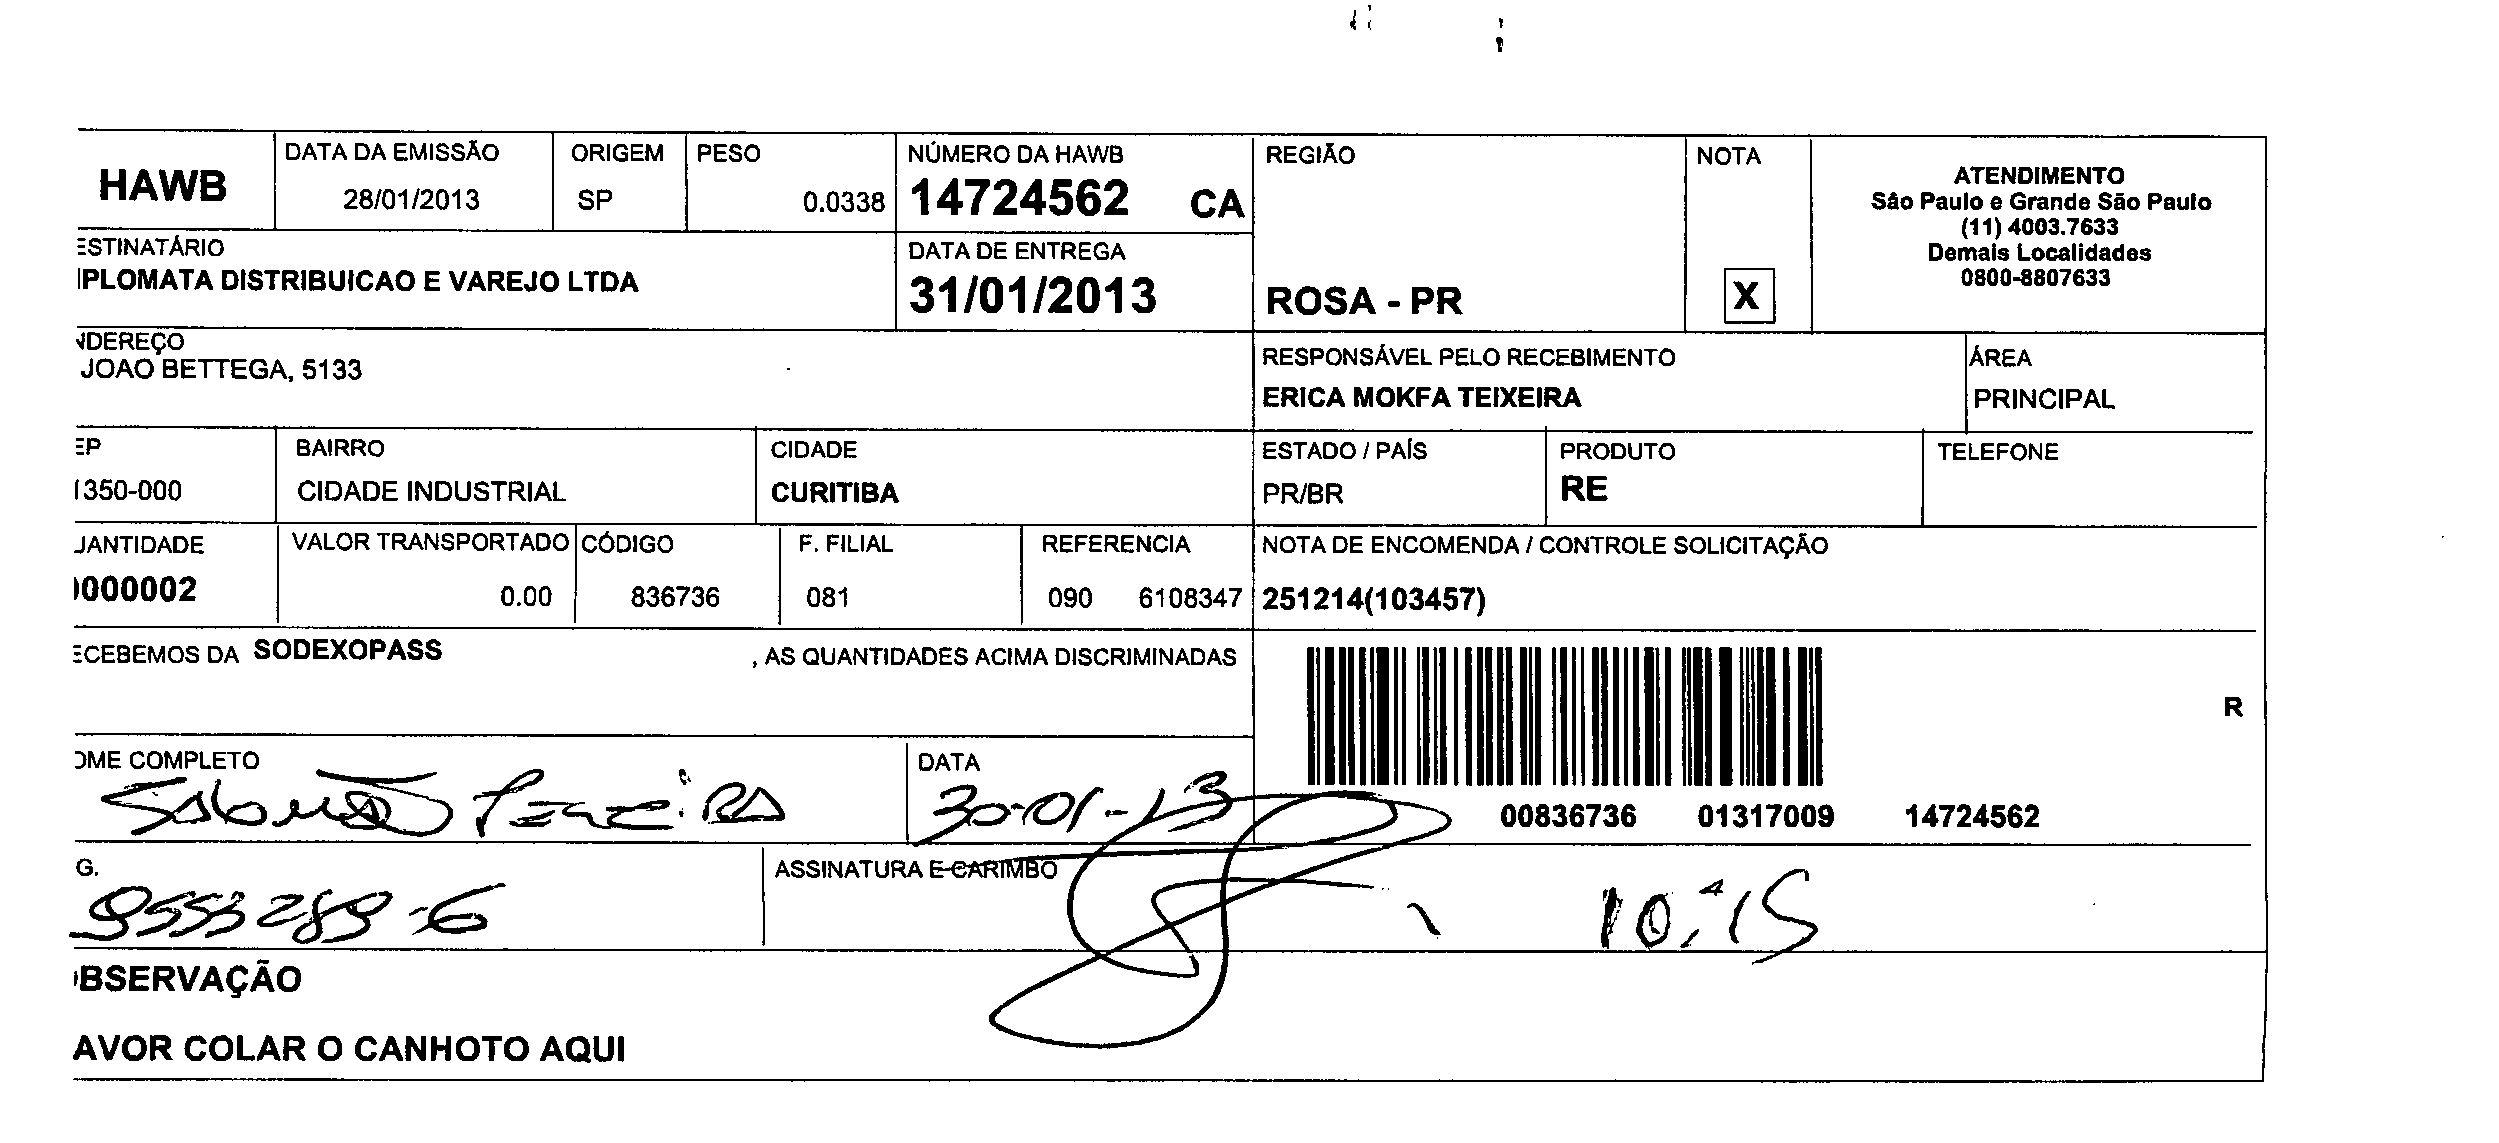 HAWB
DATA DA EMISSÃO
28/01/2013
ORIGEM
SP
PESO
0.0338
NÚMERO DA HAWB
14724562 CA
REGIÃO
ROSA - PR
NOTA
X
ATENDIMENTO
São Paulo e Grande São Paulo
(11) 4003.7633
Demais Localidades
0800-8807633
ESTINATÁRIO
IPLOMATA DISTRIBUICAO E VAREJO LTDA
DATA DE ENTREGA
31/01/2013
NDEREÇO
JOAO BETTEGA, 5133
RESPONSÁVEL PELO RECEBIMENTO
ERICA MOKFA TEIXEIRA
ÁREA
PRINCIPAL
EP
1350-000
BAIRRO
CIDADE INDUSTRIAL
CIDADE
CURITIBA
ESTADO / PAÍS
PR/BR
PRODUTO
RE
TELEFONE
UANTIDADE
0000002
VALOR TRANSPORTADO
0.00
CÓDIGO
836736
F. FILIAL
081
REFERENCIA
090 6108347
NOTA DE ENCOMENDA / CONTROLE SOLICITAÇÃO
251214(103457)
ECEBEMOS DA SODEXOPASS , AS QUANTIDADES ACIMA DISCRIMINADAS
R
00836736 01317009 14724562
OME COMPLETO
Salomão Pereira
DATA
30-01-13
G.
9553289-6
ASSINATURA E CARIMBO
10:15
BSERVAÇÃO
AVOR COLAR O CANHOTO AQUI